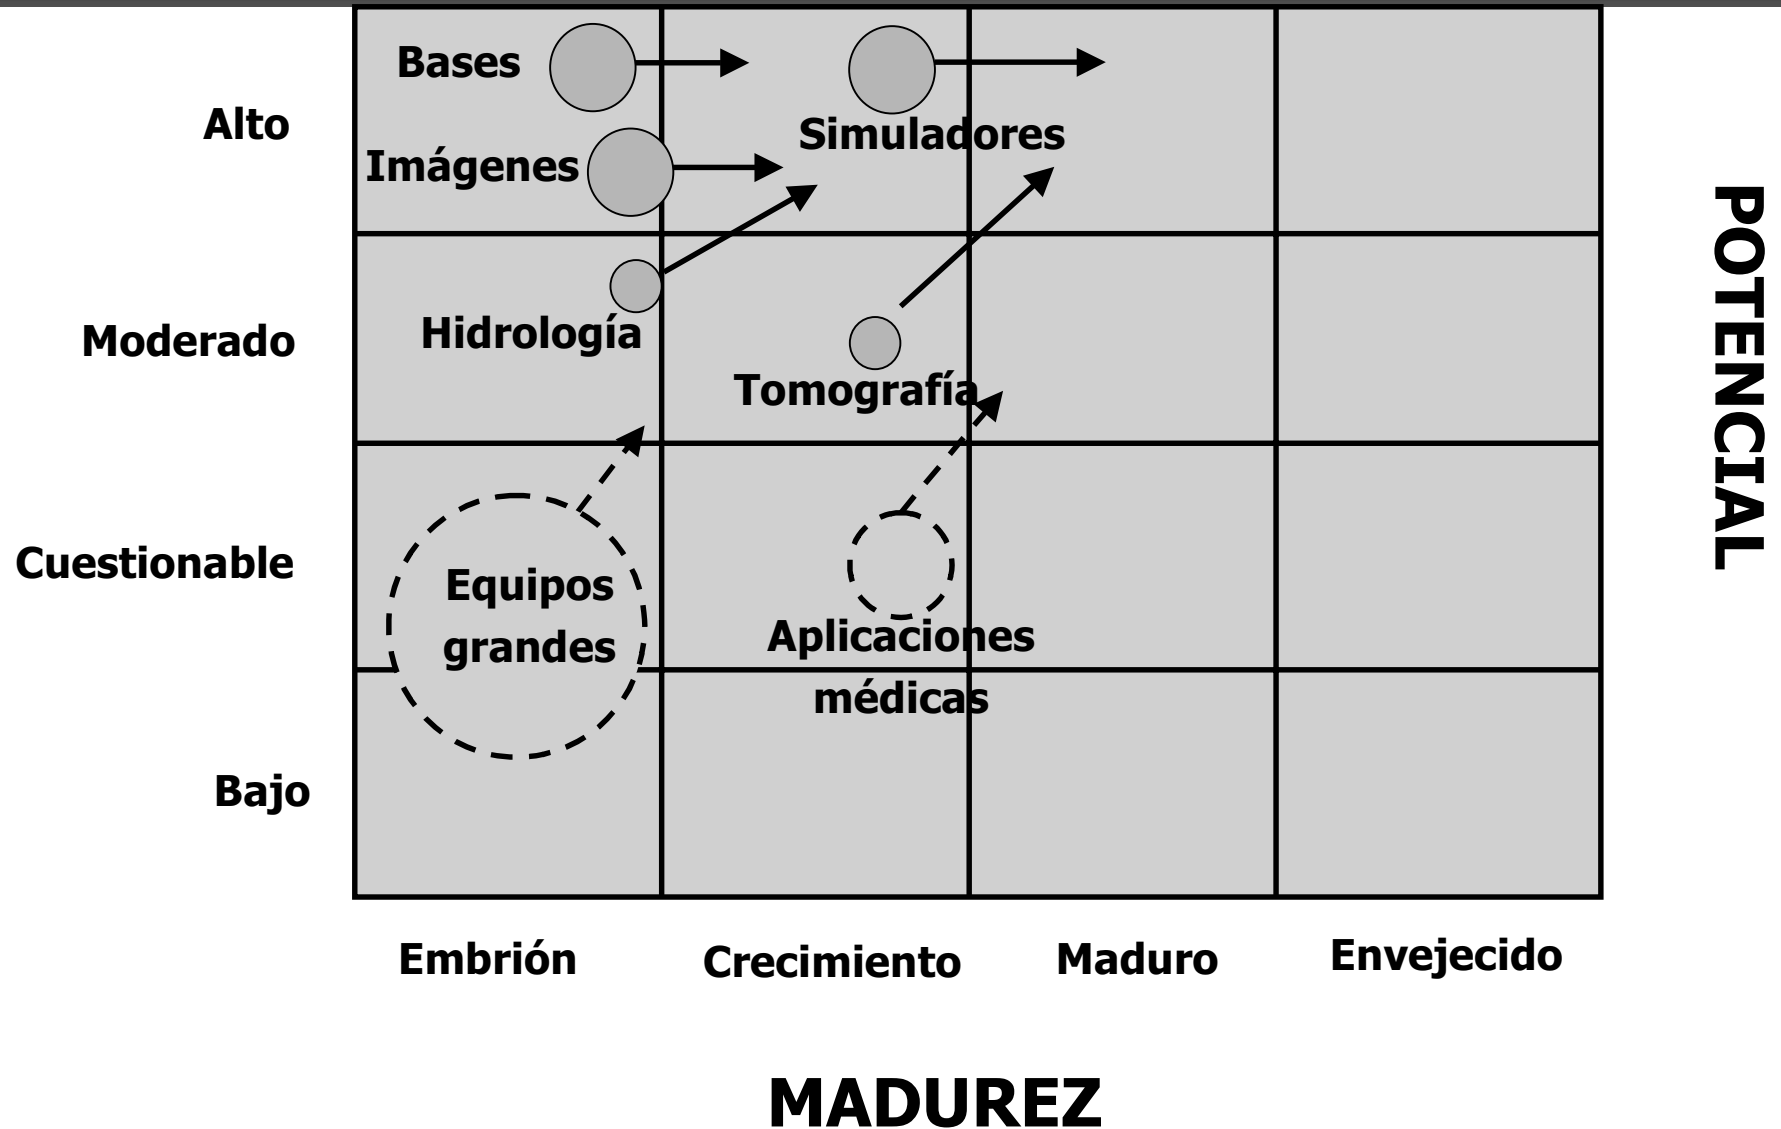 Bases
Alto
Simuladores
Imágenes
POTENCIAL
Hidrología
Moderado
Tomografía
Cuestionable
Equipos
grandes
Aplicaciones
médicas
Bajo
Embrión
Crecimiento
Maduro
Envejecido
MADUREZ